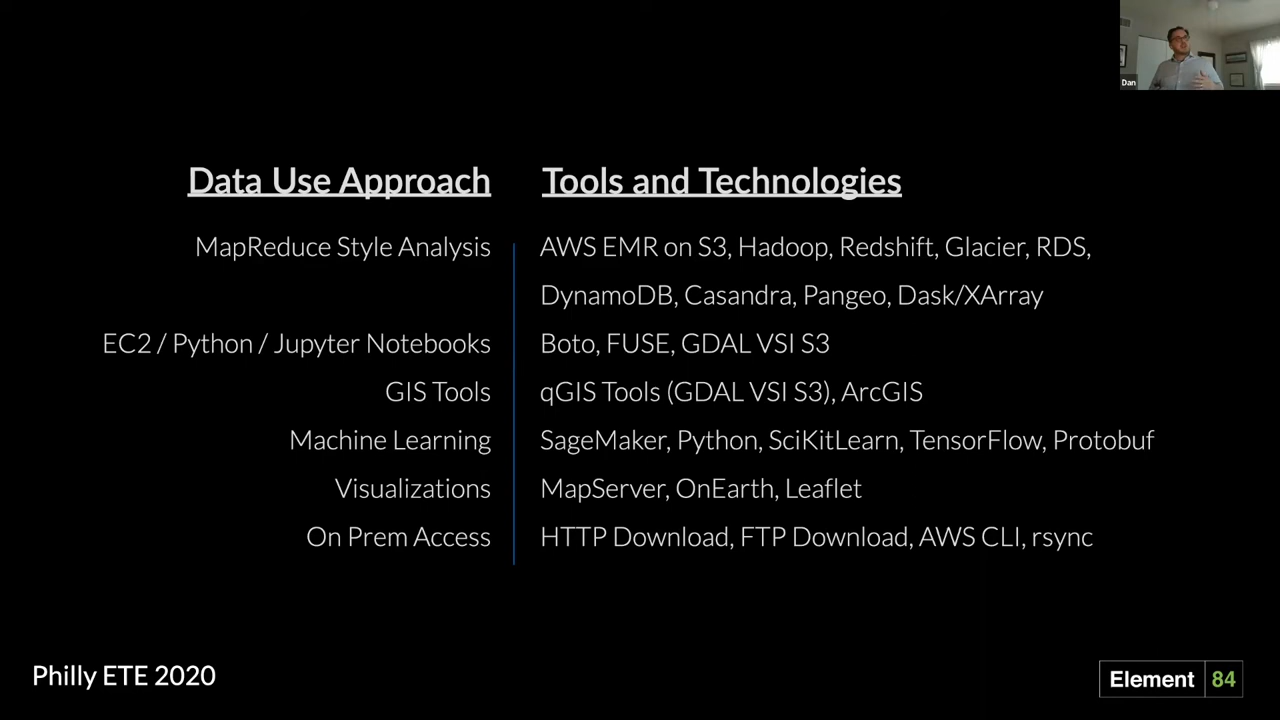 Dan
Data Use Approach
Tools and Technologies
MapReduce Style Analysis
AWS EMR on S3, Hadoop, Redshift, Glacier, RDS,
DynamoDB, Casandra, Pangeo, Dask/XArray
EC2 / Python / Jupyter Notebooks
Boto, FUSE, GDAL VSI S3
GIS Tools
qGIS Tools (GDAL VSI S3), ArcGIS
Machine Learning
SageMaker, Python, SciKitLearn, TensorFlow, Protobuf
Visualizations
MapServer, OnEarth, Leaflet
On Prem Access
HTTP Download, FTP Download, AWS CLI, rsync
Philly ETE 2020
Element 84